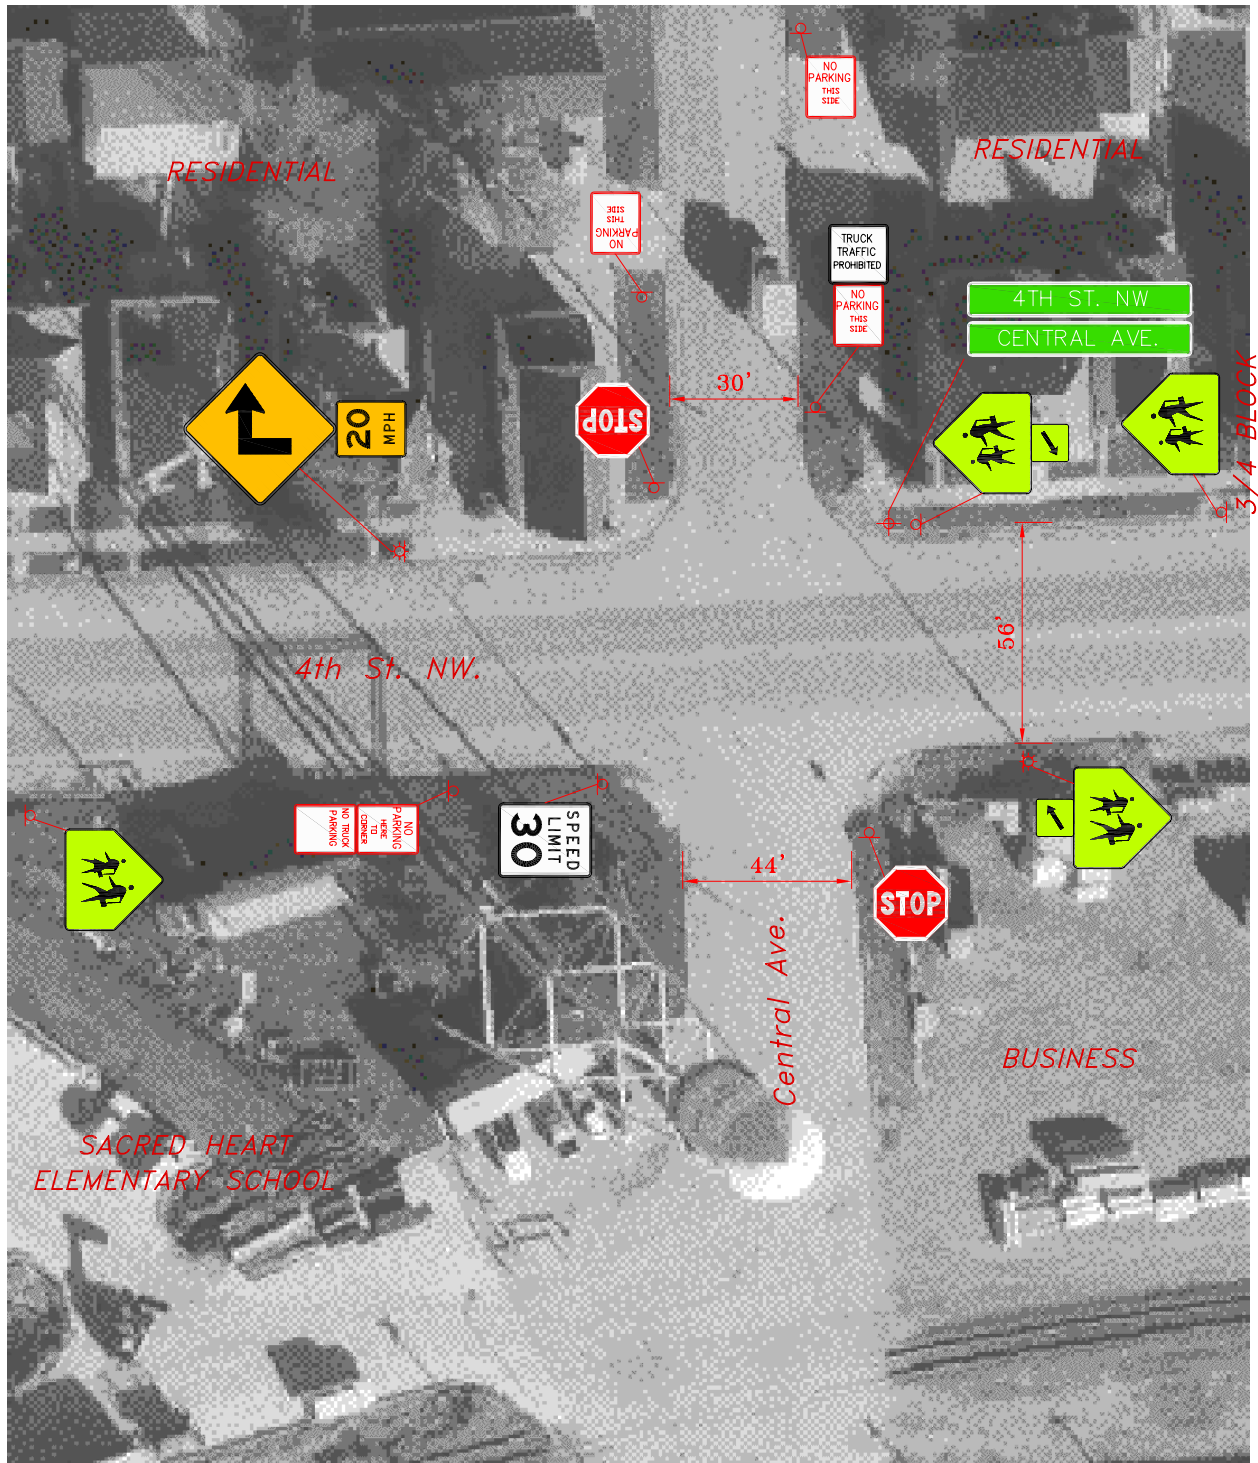 NO
PARKING
THIS
SIDE
RESIDENTIAL
RESIDENTIAL
NO
PARKING
THIS
SIDE
TRUCK
TRAFFIC
PROHIBITED
NO
PARKING
THIS
SIDE
4TH ST. NW
CENTRAL AVE.
20
MPH
STOP
30'
3/4 BLOCK
56'
4th St. NW.
NO
PARKING
HERE
TO
CORNER
NO TRUCK
PARKING
SPEED
LIMIT
30
44'
STOP
Central Ave.
BUSINESS
SACRED HEART
ELEMENTARY SCHOOL